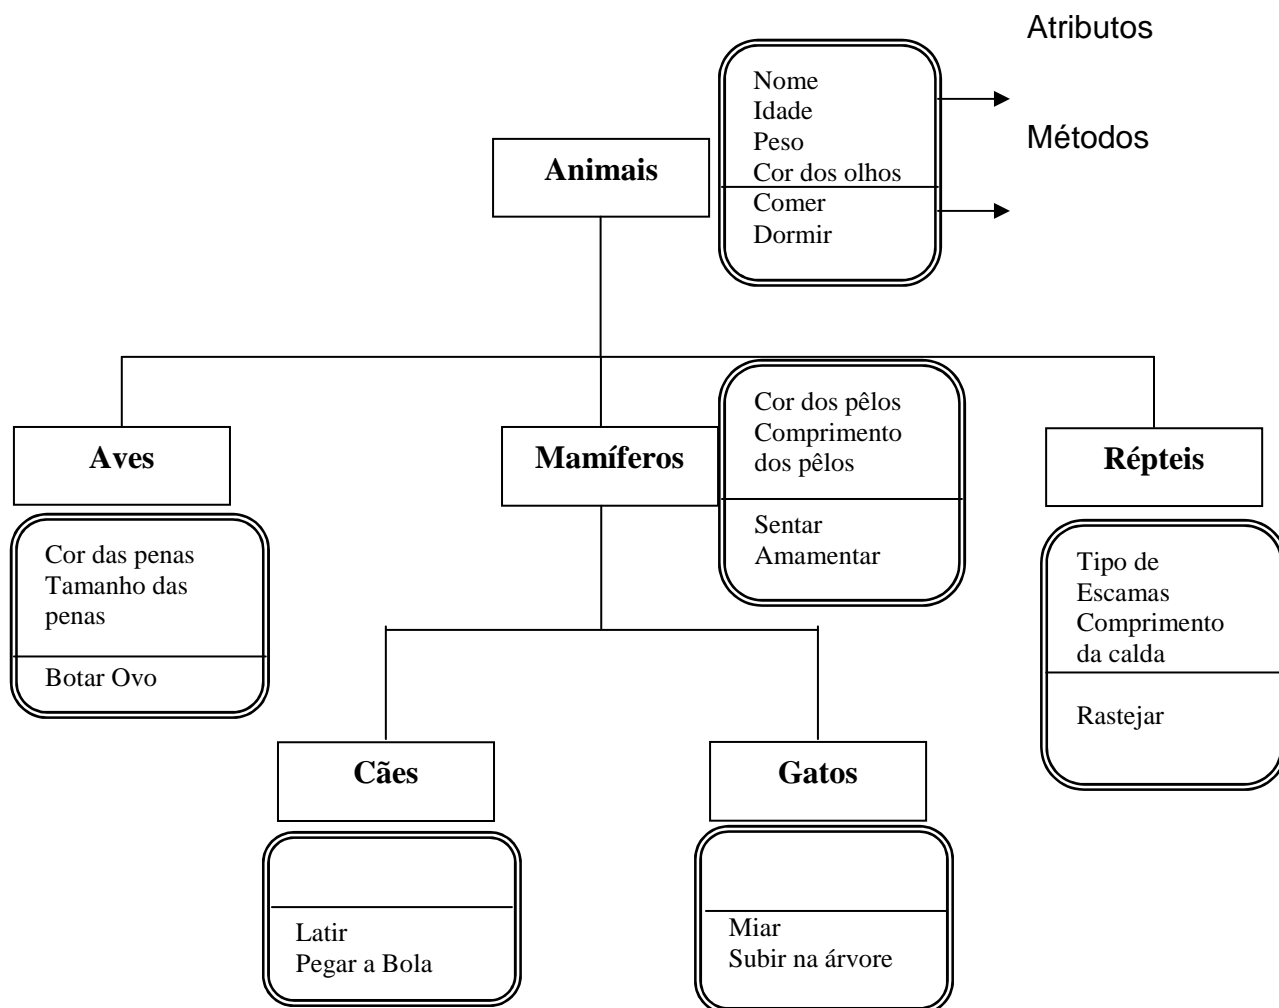 Atributos
Nome
Idade
Peso
Cor dos olhos
Métodos
Animais
Comer
Dormir
Aves
Cor das penas
Tamanho das
penas
Botar Ovo
Mamíferos
Cor dos pêlos
Comprimento
dos pêlos
Sentar
Amamentar
Répteis
Tipo de
Escamas
Comprimento
da calda
Rastejar
Cães
Latir
Pegar a Bola
Gatos
Miar
Subir na árvore